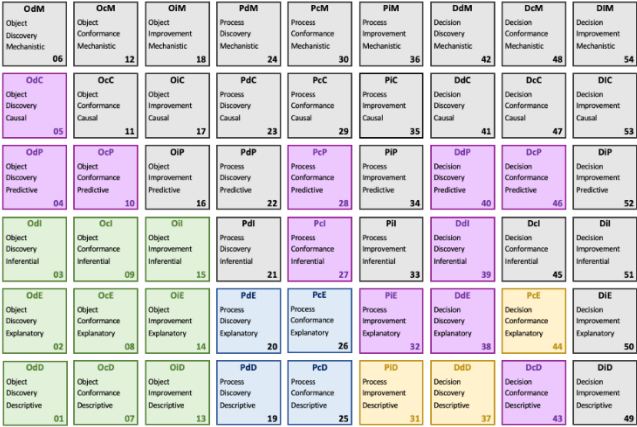 OdM
Object
Discovery
Mechanistic
06
OcM
Object
Conformance
Mechanistic
12
OiM
Object
Improvement
Mechanistic
18
PdM
Process
Discovery
Mechanistic
24
PcM
Process
Conformance
Mechanistic
30
PiM
Process
Improvement
Mechanistic
36
DdM
Decision
Discovery
Mechanistic
42
DcM
Decision
Conformance
Mechanistic
48
DIM
Decision
Improvement
Mechanistic
54
OdC
Object
Discovery
Causal
05
OcC
Object
Conformance
Causal
11
OiC
Object
Improvement
Causal
17
PdC
Process
Discovery
Causal
23
PcC
Process
Conformance
Causal
29
PiC
Process
Improvement
Causal
35
DdC
Decision
Discovery
Causal
41
DcC
Decision
Conformance
Causal
47
DIC
Decision
Improvement
Causal
53
OdP
Object
Discovery
Predictive
04
OcP
Object
Conformance
Predictive
10
OiP
Object
Improvement
Predictive
16
PdP
Process
Discovery
Predictive
22
PcP
Process
Conformance
Predictive
28
PiP
Process
Improvement
Predictive
34
DdP
Decision
Discovery
Predictive
40
DcP
Decision
Conformance
Predictive
46
DiP
Decision
Improvement
Predictive
52
OdI
Object
Discovery
Inferential
03
OcI
Object
Conformance
Inferential
09
OiI
Object
Improvement
Inferential
15
PdI
Process
Discovery
Inferential
21
PcI
Process
Conformance
Inferential
27
PiI
Process
Improvement
Inferential
33
DdI
Decision
Discovery
Inferential
39
DcI
Decision
Conformance
Inferential
45
DiI
Decision
Improvement
Inferential
51
OdE
Object
Discovery
Explanatory
02
OcE
Object
Conformance
Explanatory
08
OiE
Object
Improvement
Explanatory
14
PdE
Process
Discovery
Explanatory
20
PcE
Process
Conformance
Explanatory
26
PiE
Process
Improvement
Explanatory
32
DdE
Decision
Discovery
Explanatory
38
PcE
Decision
Conformance
Explanatory
44
DiE
Decision
Improvement
Explanatory
50
OdD
Object
Discovery
Descriptive
01
OcD
Object
Conformance
Descriptive
07
OiD
Object
Improvement
Descriptive
13
PdD
Process
Discovery
Descriptive
19
PcD
Process
Conformance
Descriptive
25
PiD
Process
Improvement
Descriptive
31
DdD
Decision
Discovery
Descriptive
37
DcD
Decision
Conformance
Descriptive
43
DiD
Decision
Improvement
Descriptive
49